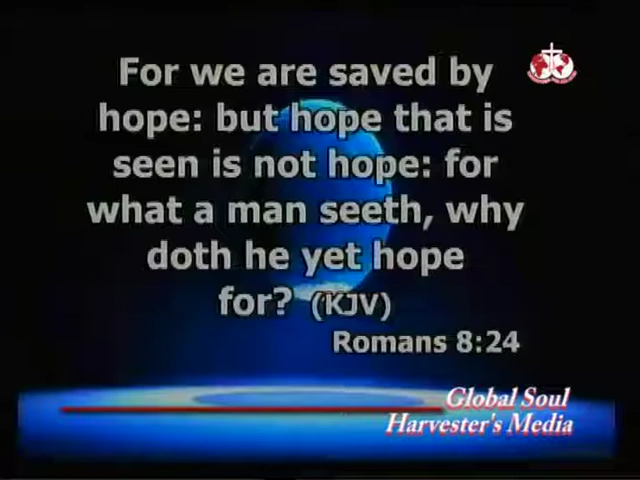 For we are saved by
hope: but hope that is
seen is not hope: for
what a man seeth, why
doth he yet hope
for? (KJV)
Romans 8:24
Global Soul
Harvester's Media